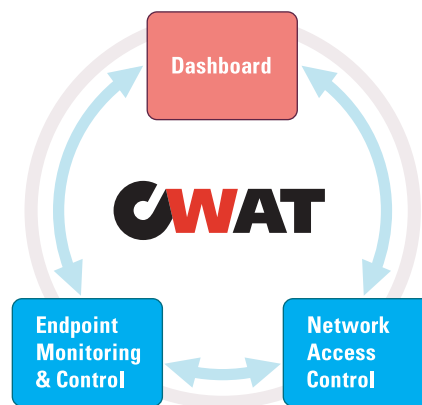 Dashboard
CWAT
Endpoint
Monitoring
& Control
Network
Access
Control